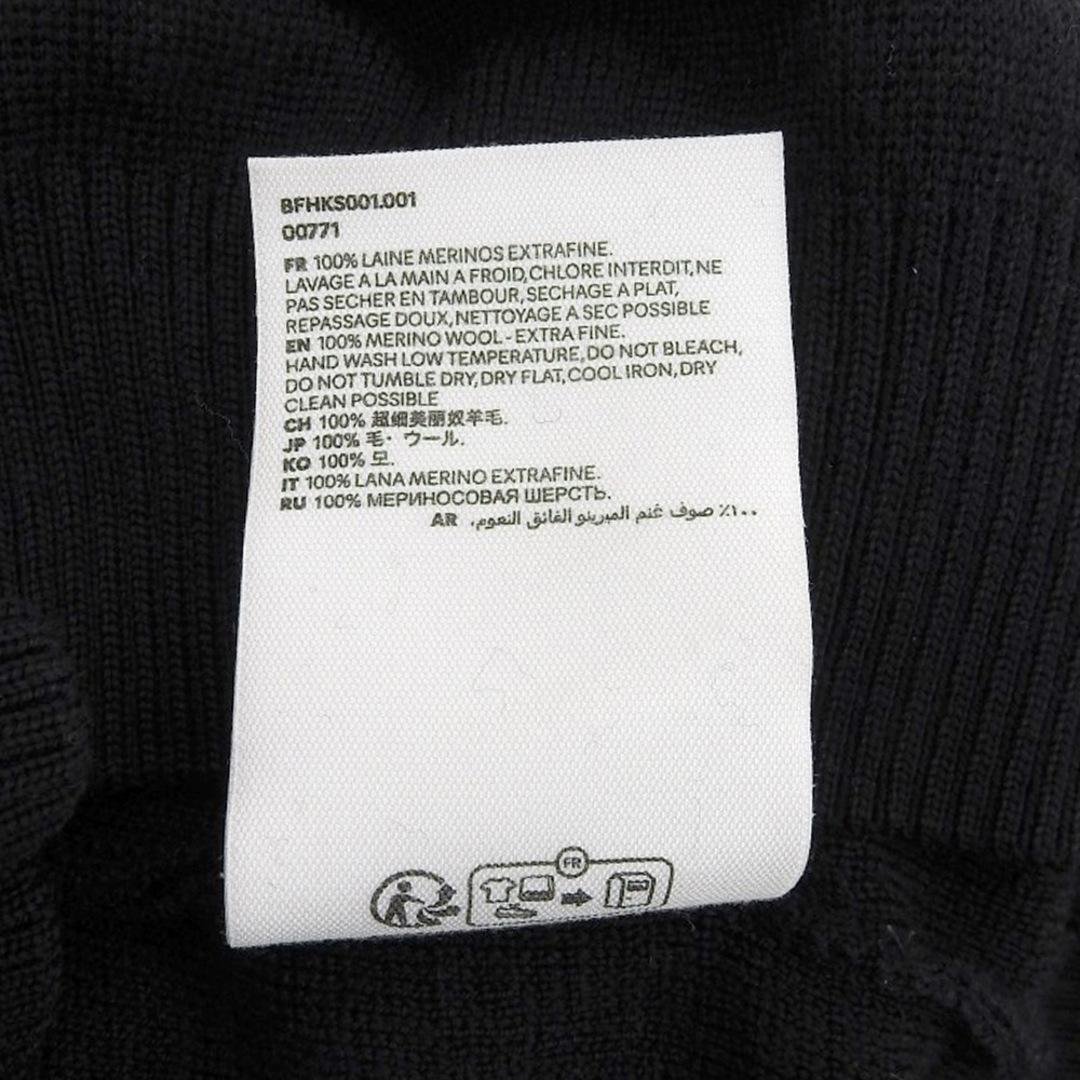 BFHKS001.001
00771
FR 100% LAINE MERINOS EXTRAFINE.
LAVAGE A LA MAIN A FROID, CHLORE INTERDIT, NE
PAS SECHER EN TAMBOUR, SECHAGE A PLAT,
REPASSAGE DOUX, NETTOYAGE A SEC POSSIBLE
EN 100% MERINO WOOL - EXTRA FINE.
HAND WASH LOW TEMPERATURE, DO NOT BLEACH,
DO NOT TUMBLE DRY, DRY FLAT, COOL IRON, DRY
CLEAN POSSIBLE
CH 100% 超细美丽奴羊毛.
JP 100% 毛・ウール.
KO 100% 모.
IT 100% LANA MERINO EXTRAFINE.
RU 100% МЕРИНОСОВАЯ ШЕРСТЬ.
٪١٠٠ صوف غنم الميرينو الفائق النعوم، AR
FR